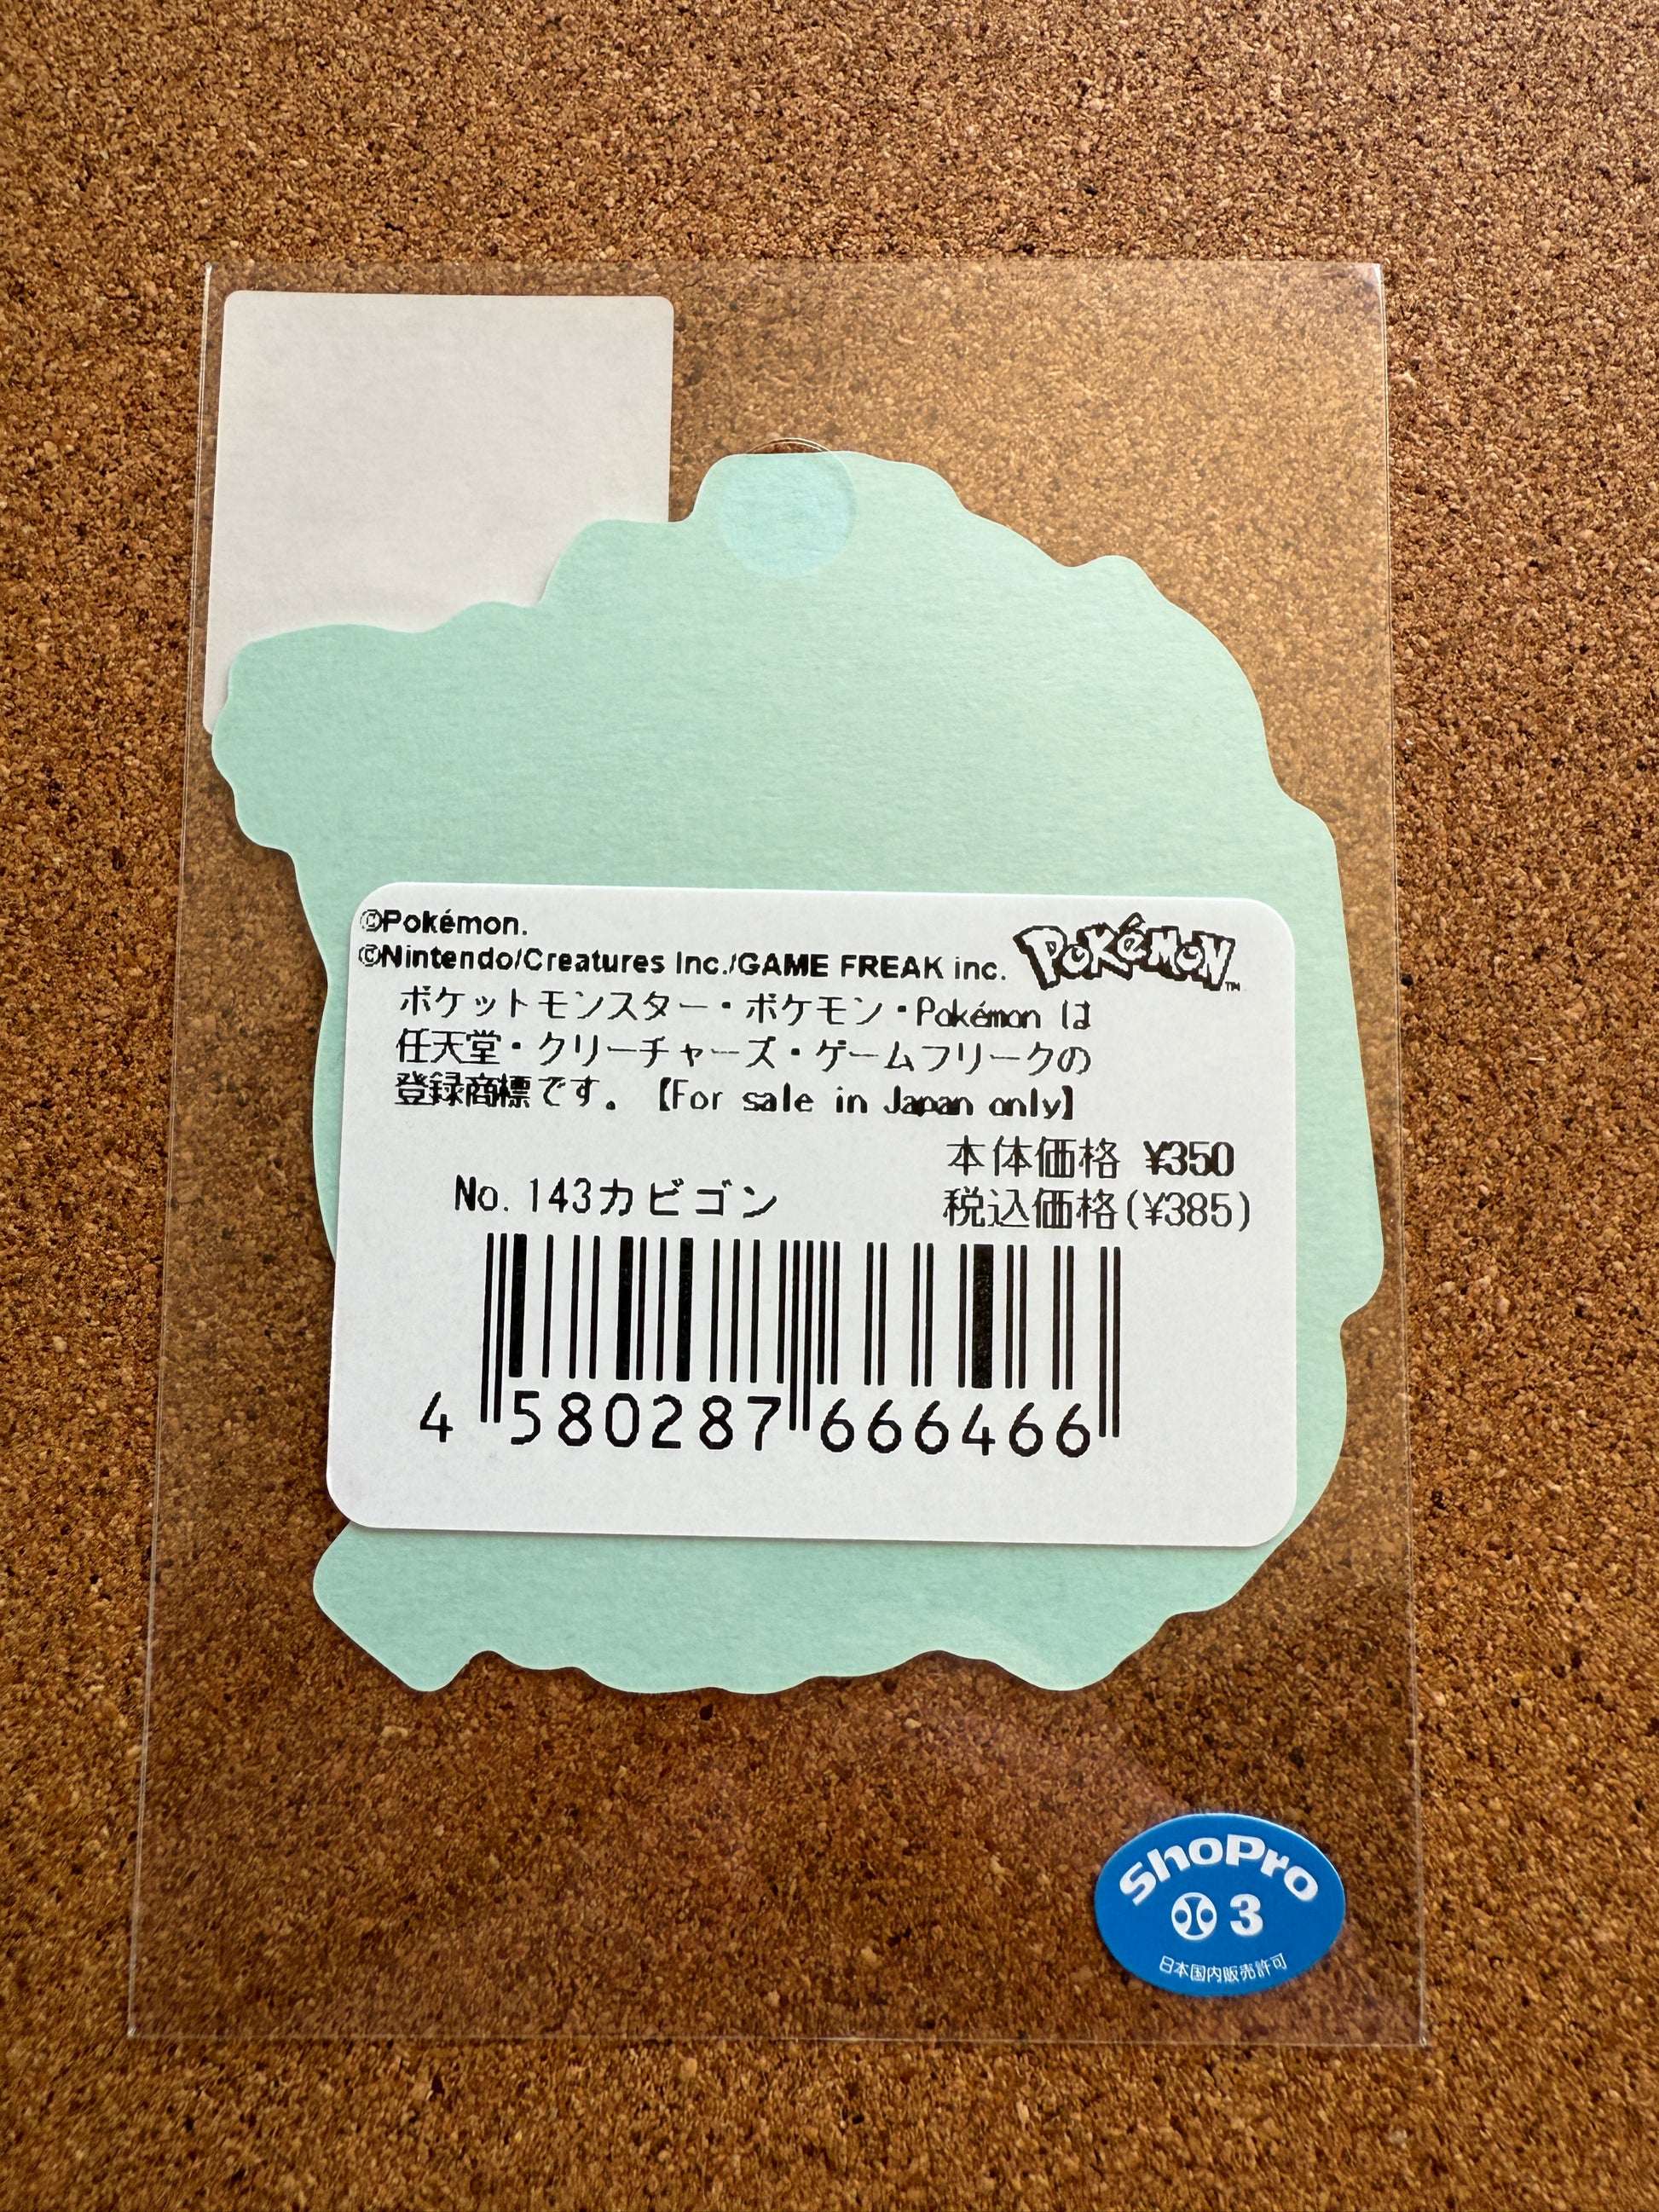 ©Pokémon.
©Nintendo/Creatures Inc./GAME FREAK inc.
POKéMON™
ポケットモンスター・ポケモン・Pokémon は
任天堂・クリーチャーズ・ゲームフリークの
登録商標です。【For sale in Japan only】
本体価格 ¥350
No. 143カビゴン
税込価格(¥385)
4 580287 666466
ShoPro
3
日本国内販売許可